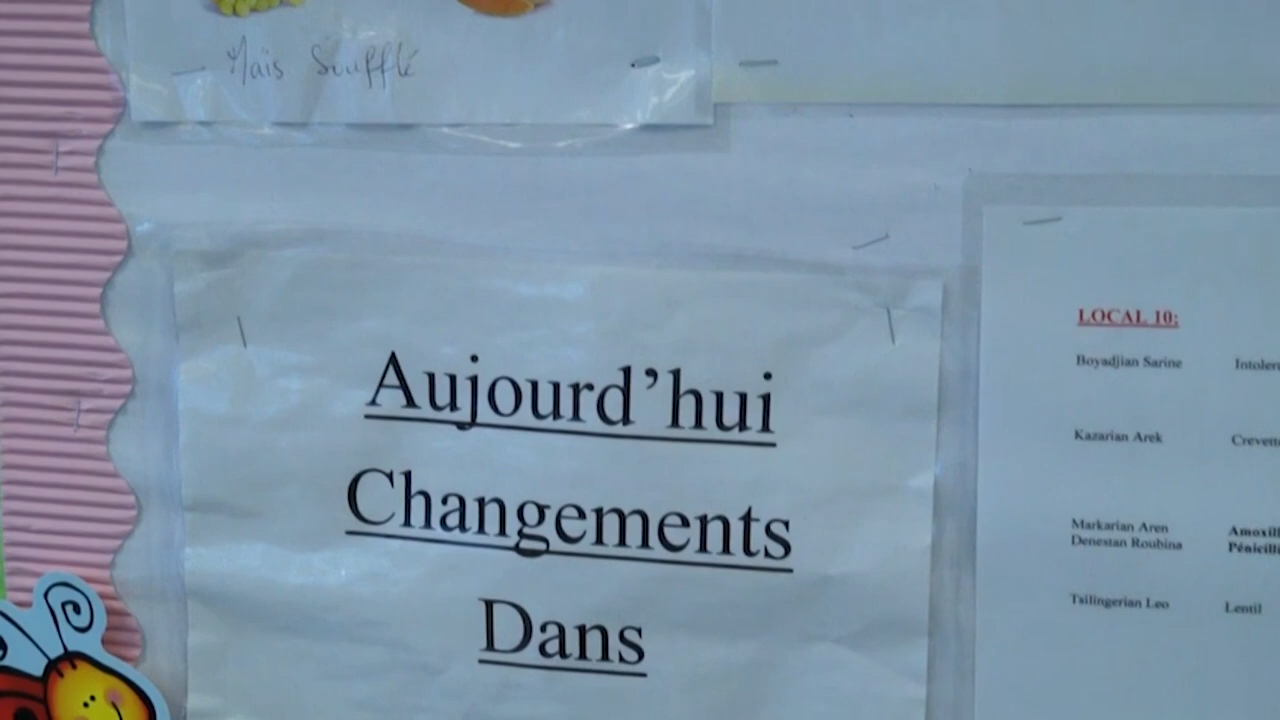 Maïs Soufflé
Aujourd'hui
Changements
Dans
LOCAL 10:
Boyadjian Sarine
Kazarian Arek
Markarian Aren
Denestan Roubina
Tsilingerian Leo Lentil